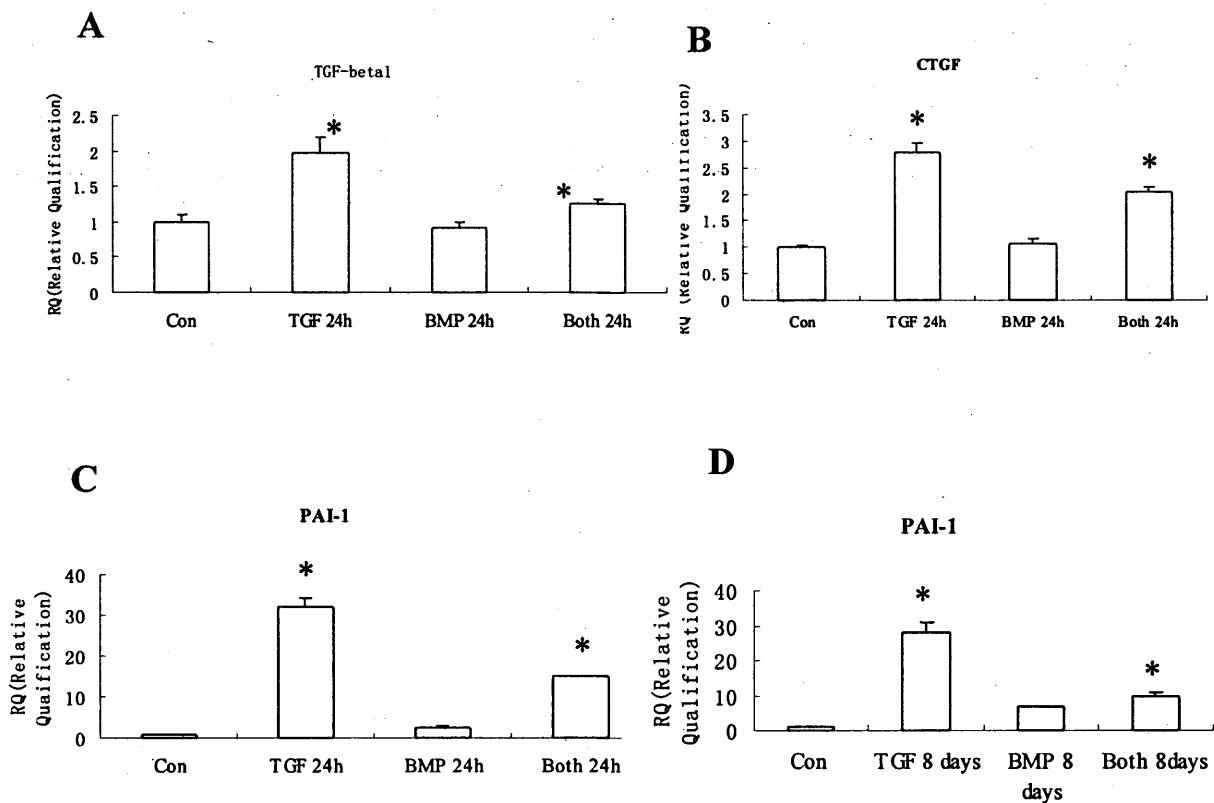 A
TGF-betal
RQ(Relative Qualification)
2.5
2
1.5
1
0.5
0
*
*
Con
TGF 24h
BMP 24h
Both 24h
B
CTGF
RQ (Relative Qualification)
3.5
3
2.5
2
1.5
1
0.5
0
*
*
Con
TGF 24h
BMP 24h
Both 24h
C
PAI-1
RQ(Relative
Quaification)
40
30
20
10
0
*
*
Con
TGF 24h
BMP 24h
Both 24h
D
PAI-1
RQ(Relative
Qualification)
40
30
20
10
0
*
*
Con
TGF 8 days
BMP 8
days
Both 8days